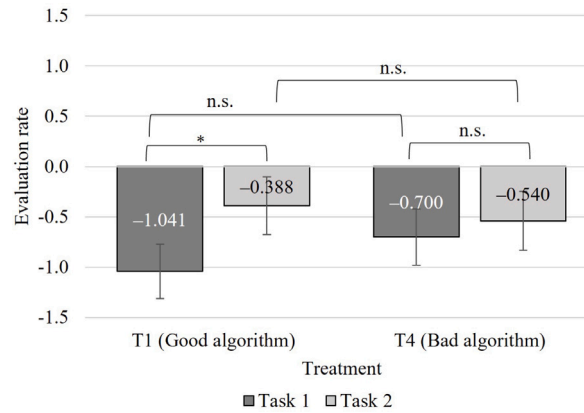 1.5
1.0
n.s.
0.5
n.s.
*
n.s.
0.0
–0.388
–0.700
–0.540
-0.5
–1.041
-1.0
-1.5
Evaluation rate
T1 (Good algorithm)
T4 (Bad algorithm)
Treatment
Task 1
Task 2